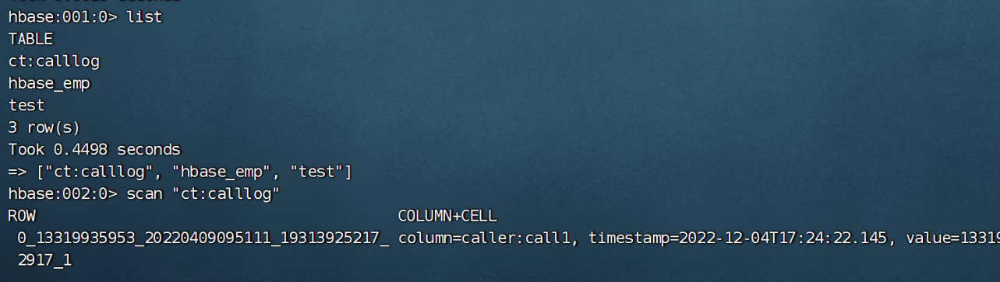 hbase:001:0> list
TABLE
ct:calllog
hbase_emp
test
3 row(s)
Took 0.4498 seconds
=> ["ct:calllog", "hbase_emp", "test"]
hbase:002:0> scan "ct:calllog"
ROW COLUMN+CELL
0_13319935953_20220409095111_19313925217_ column=caller:call1, timestamp=2022-12-04T17:24:22.145, value=13319
2917_1